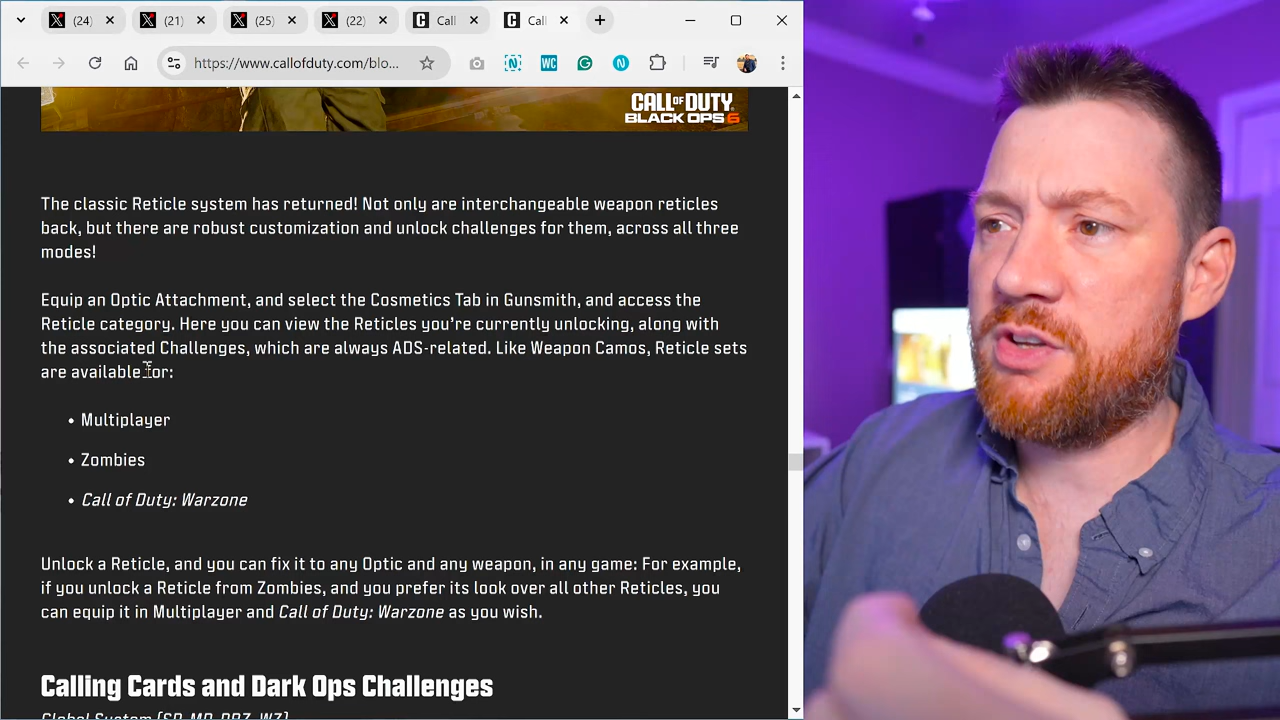 (24)
(21)
(25)
(22)
Call
Call
https://www.callofduty.com/blo...
WC
CALL OF DUTY
BLACK OPS 6
The classic Reticle system has returned! Not only are interchangeable weapon reticles
back, but there are robust customization and unlock challenges for them, across all three
modes!
Equip an Optic Attachment, and select the Cosmetics Tab in Gunsmith, and access the
Reticle category. Here you can view the Reticles you're currently unlocking, along with
the associated Challenges, which are always ADS-related. Like Weapon Camos, Reticle sets
are available for:
• Multiplayer
• Zombies
• Call of Duty: Warzone
Unlock a Reticle, and you can fix it to any Optic and any weapon, in any game: For example,
if you unlock a Reticle from Zombies, and you prefer its look over all other Reticles, you
can equip it in Multiplayer and Call of Duty: Warzone as you wish.
Calling Cards and Dark Ops Challenges
Global System [SP, MP, RBZ, WZ]